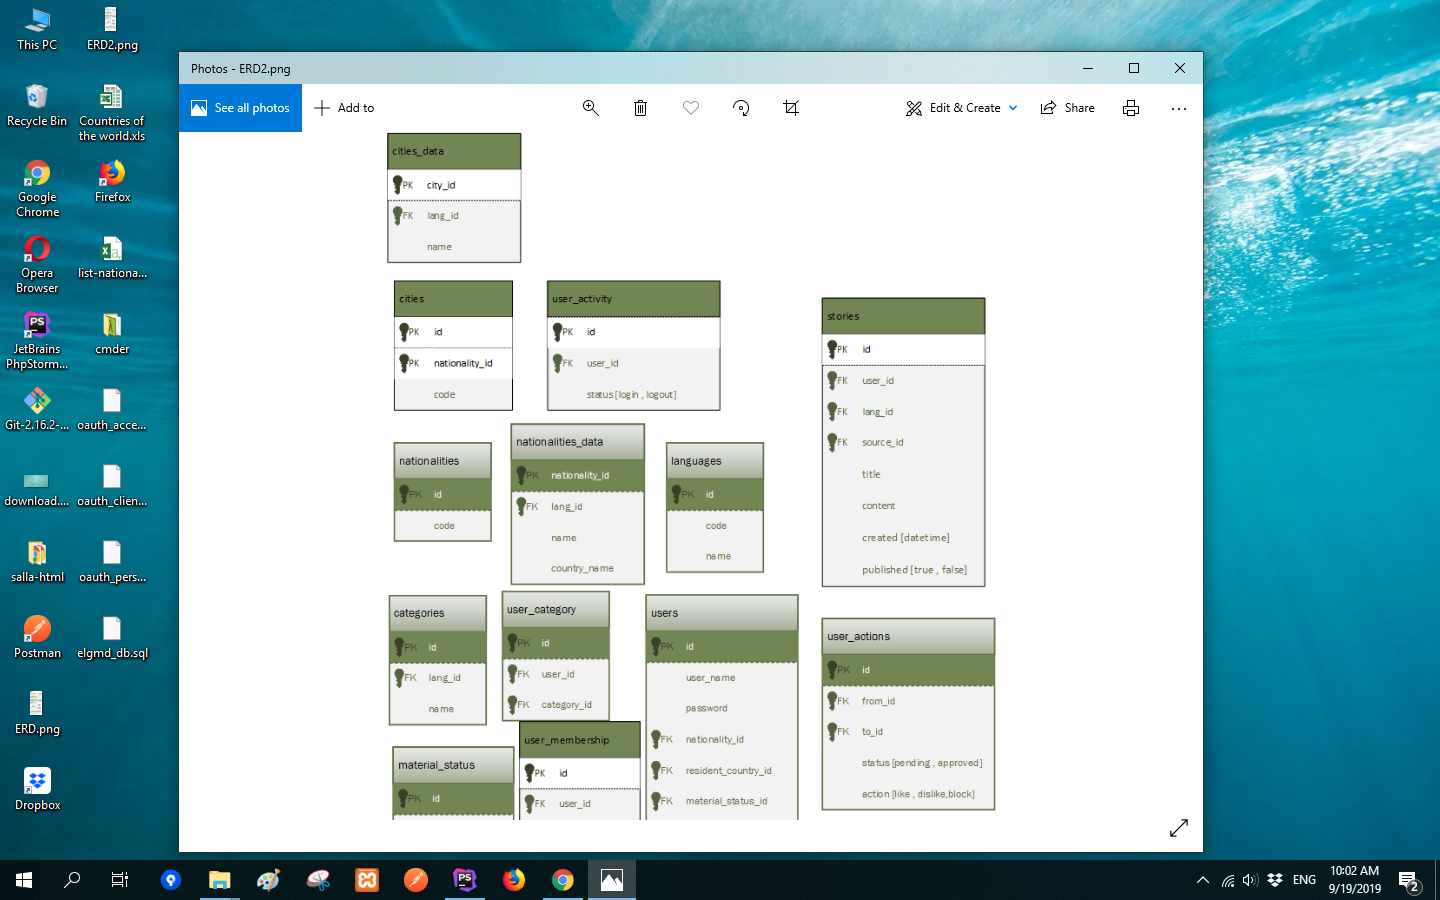 This PC
ERD2.png
Recycle Bin
Countries of
the world.xls
Google
Chrome
Firefox
Opera
Browser
list-nationa...
JetBrains
PhpStorm...
cmder
Git-2.16.2-...
oauth_acce...
download....
oauth_clien...
salla-html
oauth_pers...
Postman
elgmd_db.sql
ERD.png
Dropbox
Photos - ERD2.png
See all photos
Add to
Edit & Create
Share
cities_data
PK city_id
FK lang_id
name
cities
PK id
PK nationality_id
code
user_activity
PK id
FK user_id
status [login , logout]
stories
PK id
FK user_id
FK lang_id
FK source_id
title
content
created [datetime]
published [true , false]
nationalities
PK id
code
nationalities_data
PK nationality_id
FK lang_id
name
country_name
languages
PK id
code
name
categories
PK id
FK lang_id
name
user_category
PK id
FK user_id
FK category_id
users
PK id
user_name
password
FK nationality_id
FK resident_country_id
FK material_status_id
user_actions
PK id
FK from_id
FK to_id
status [pending , approved]
action [like , dislike,block]
material_status
PK id
user_membership
PK id
FK user_id
PS
ENG
10:02 AM
9/19/2019
2